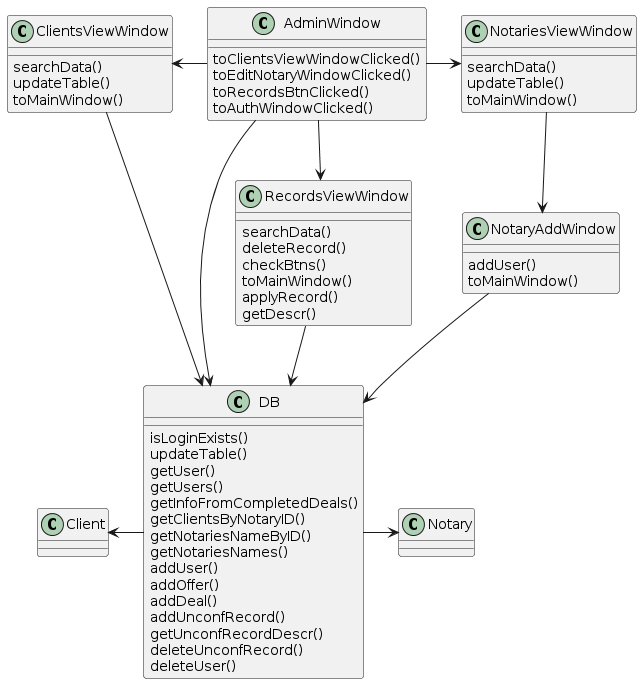 C ClientsViewWindow
searchData()
updateTable()
toMainWindow()
C AdminWindow
toClientsViewWindowClicked()
toEditNotaryWindowClicked()
toRecordsBtnClicked()
toAuthWindowClicked()
C NotariesViewWindow
searchData()
updateTable()
toMainWindow()
C RecordsViewWindow
searchData()
deleteRecord()
checkBtns()
toMainWindow()
applyRecord()
getDescr()
C NotaryAddWindow
addUser()
toMainWindow()
C DB
isLoginExists()
updateTable()
getUser()
getUsers()
getInfoFromCompletedDeals()
getClientsByNotaryID()
getNotariesNameByID()
getNotariesNames()
addUser()
addOffer()
addDeal()
addUnconfRecord()
getUnconfRecordDescr()
deleteUnconfRecord()
deleteUser()
C Client
C Notary